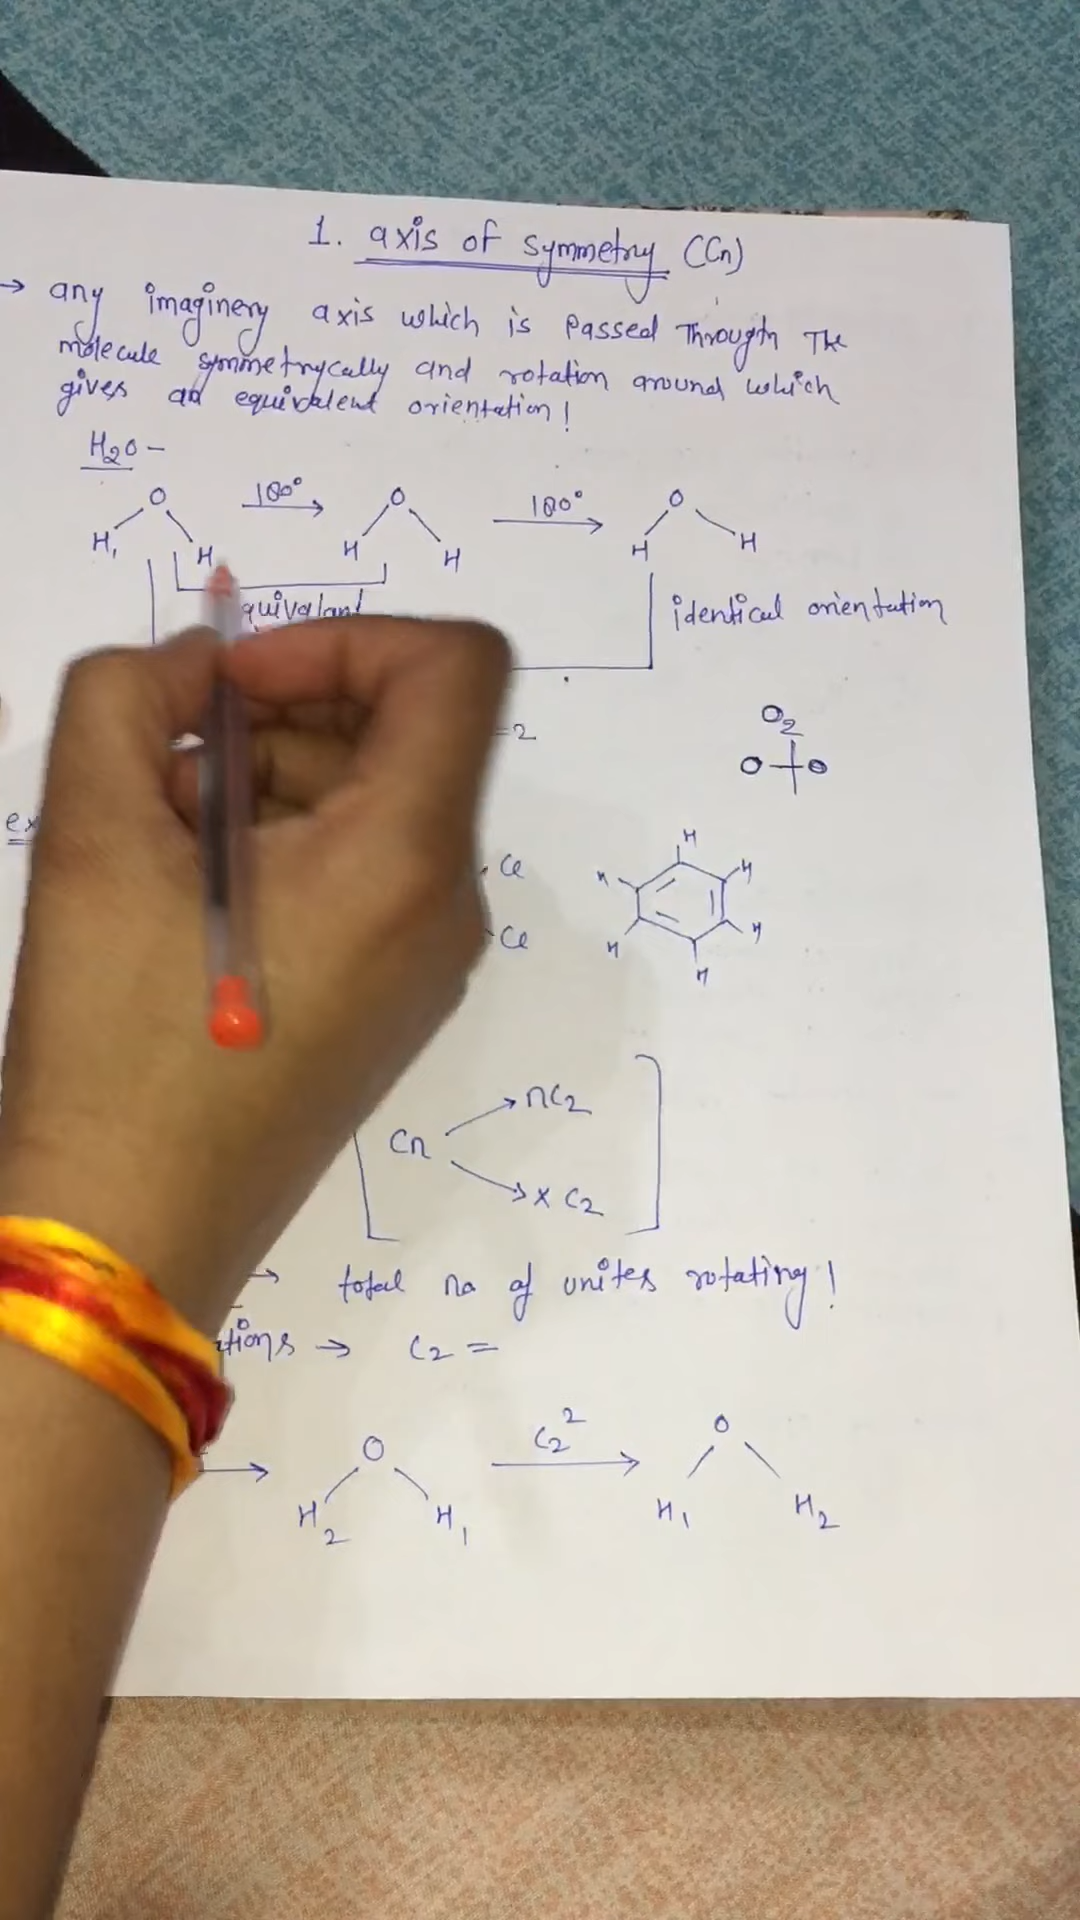 1. axis of symmetry (Cn)
→ any imaginery axis which is passed through the
molecule symmetrycally and rotation around which
gives an equivalent orientation!
H2O –
O 180° O 180° O
H1 H H H H H
identical orientation
=2
O2
O O
H
H H
H H
H
Cl
Cl
Cn → nC2
→ x C2
→ total no of unites rotating!
→ C2 =
O C2^2 O
→ H2 H1 → H1 H2